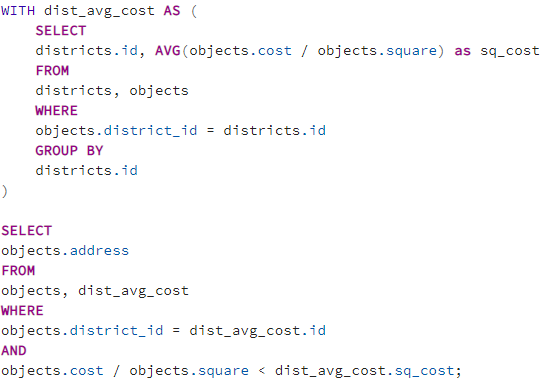 WITH dist_avg_cost AS (
    SELECT
    districts.id, AVG(objects.cost / objects.square) as sq_cost
    FROM
    districts, objects
    WHERE
    objects.district_id = districts.id
    GROUP BY
    districts.id
)

SELECT
objects.address
FROM
objects, dist_avg_cost
WHERE
objects.district_id = dist_avg_cost.id
AND
objects.cost / objects.square < dist_avg_cost.sq_cost;